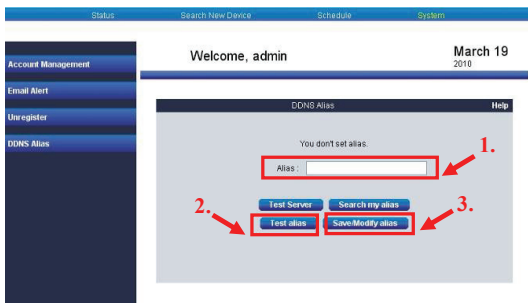 Status Search New Device Schedule System
Welcome, admin
March 19
2010
Account Management
Email Alert
Unregister
DDNS Alias
DDNS Alias Help
You don't set alias.
1.
Alias :
2.
Test Server Search my alias
3.
Test alias Save/Modify alias